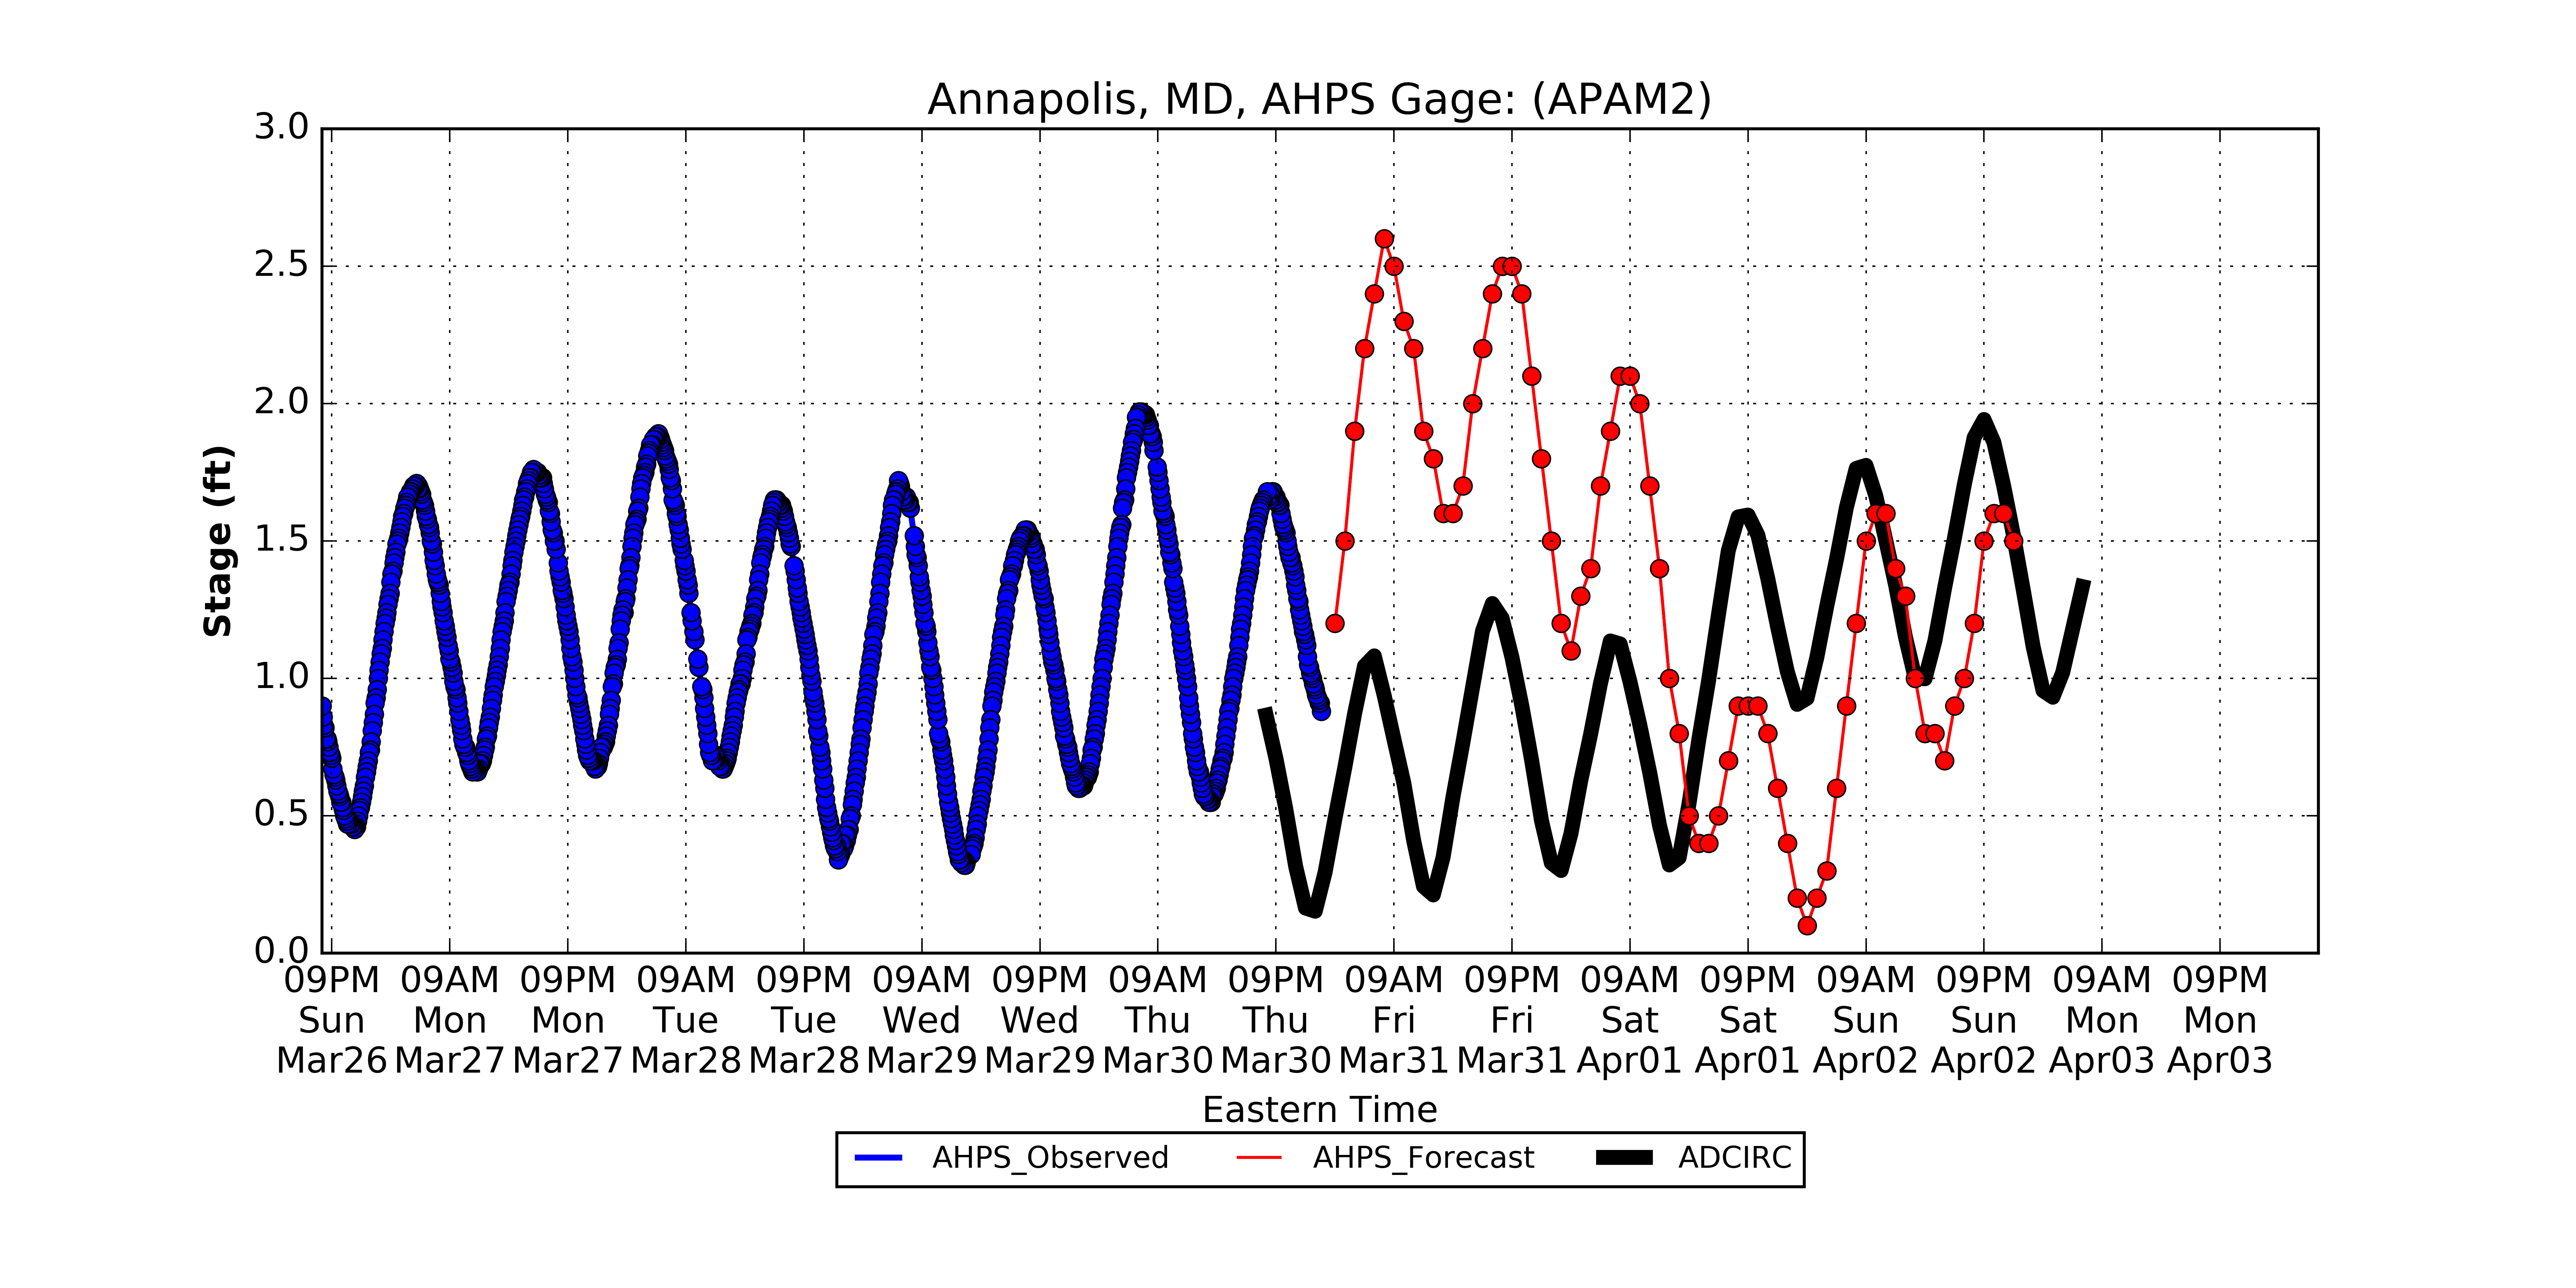 Annapolis, MD, AHPS Gage: (APAM2)
3.0
2.5
2.0
1.5
1.0
0.5
0.0
Stage (ft)
09PM 09AM 09PM 09AM 09PM 09AM 09PM 09AM 09PM 09AM 09PM 09AM 09PM 09AM 09PM 09AM 09PM
Sun Mon Mon Tue Tue Wed Wed Thu Thu Fri Fri Sat Sat Sun Sun Mon Mon
Mar26 Mar27 Mar27 Mar28 Mar28 Mar29 Mar29 Mar30 Mar30 Mar31 Mar31 Apr01 Apr01 Apr02 Apr02 Apr03 Apr03
Eastern Time
AHPS_Observed AHPS_Forecast ADCIRC